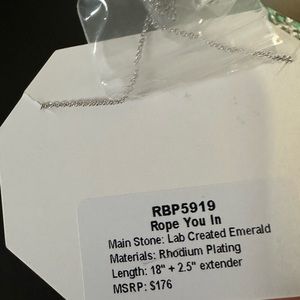 RBP5919
Rope You In
Main Stone: Lab Created Emerald
Materials: Rhodium Plating
Length: 18" + 2.5" extender
MSRP: $176